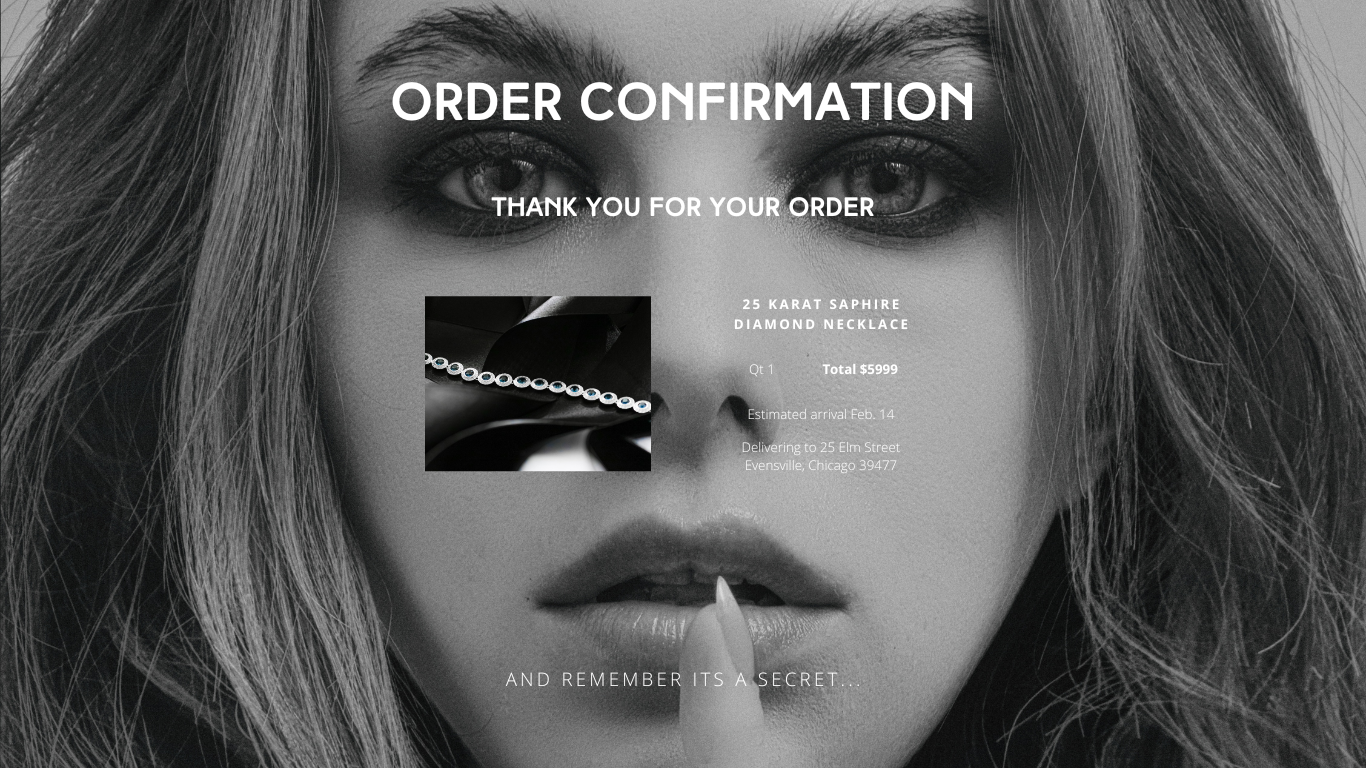 ORDER CONFIRMATION
THANK YOU FOR YOUR ORDER
25 KARAT SAPHIRE
DIAMOND NECKLACE
Qt 1 Total $5999
Estimated arrival Feb. 14
Delivering to 25 Elm Street
Evensville, Chicago 39477
AND REMEMBER ITS A SECRET...